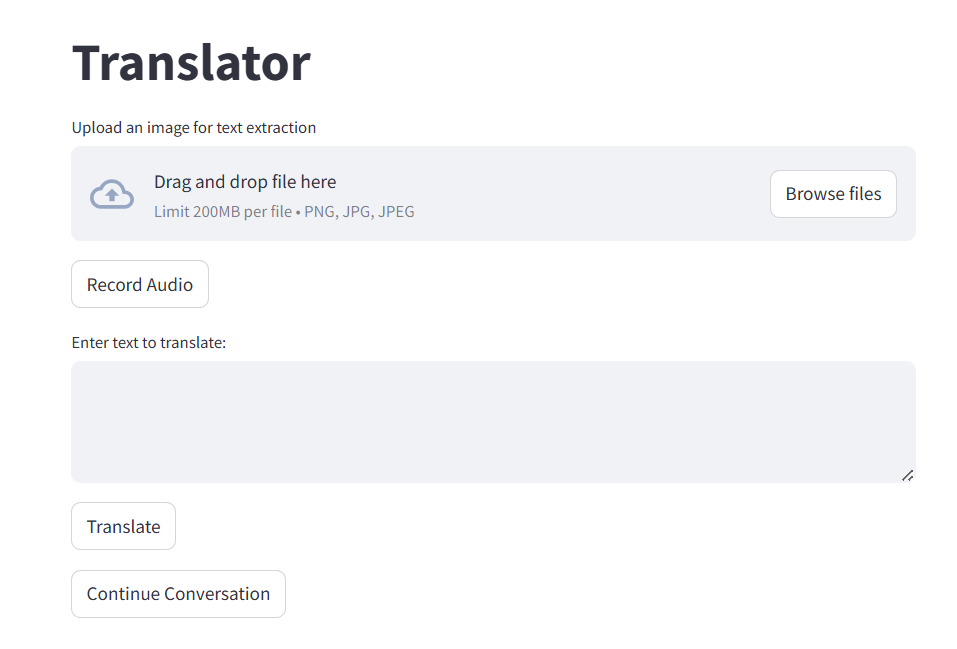 Translator
Upload an image for text extraction
Drag and drop file here
Limit 200MB per file • PNG, JPG, JPEG
Browse files
Record Audio
Enter text to translate:
Translate
Continue Conversation